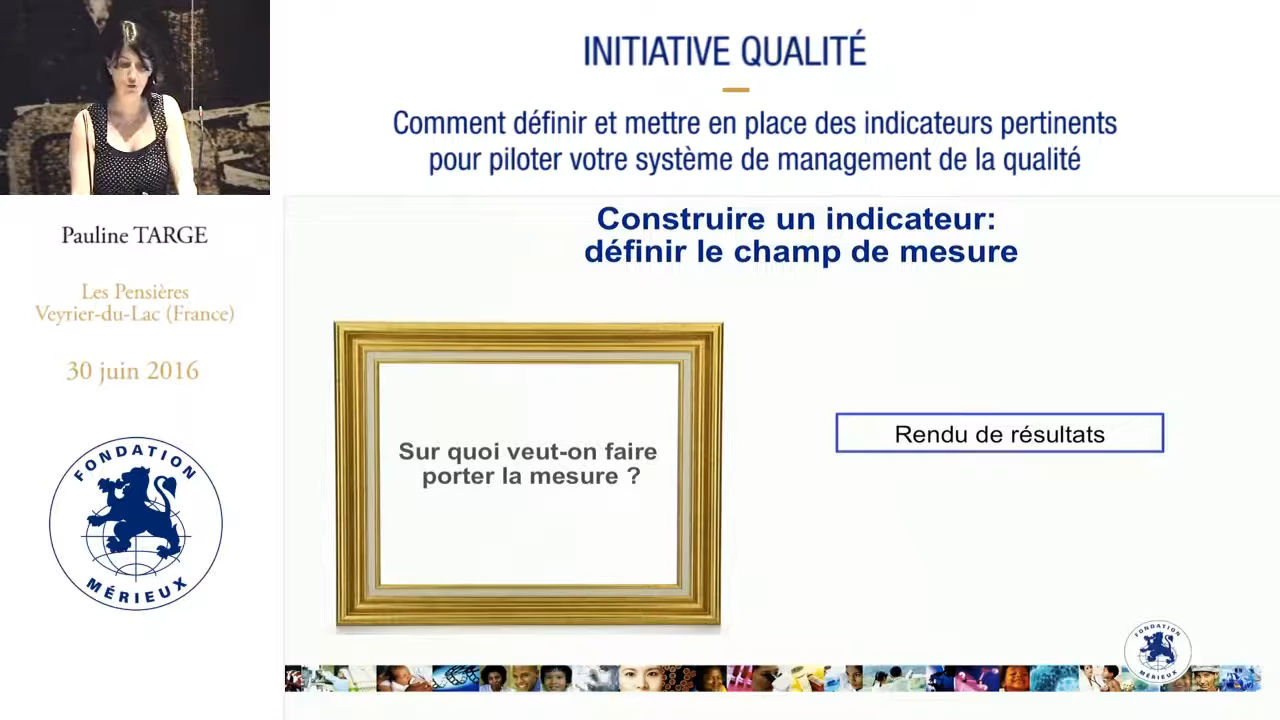 INITIATIVE QUALITÉ
Comment définir et mettre en place des indicateurs pertinents
pour piloter votre système de management de la qualité
Pauline TARGE
Les Pensières
Veyrier-du-Lac (France)
30 juin 2016
FONDATION
MÉRIEUX
Construire un indicateur:
définir le champ de mesure
Sur quoi veut-on faire
porter la mesure ?
Rendu de résultats
FONDATION
MÉRIEUX